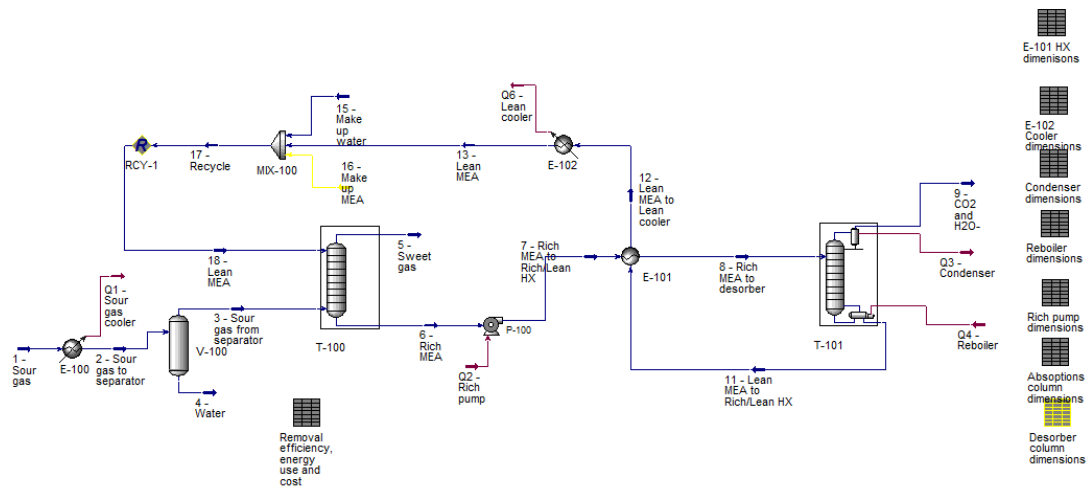 E-101 HX
dimenisons
Q6 -
Lean
cooler
15 -
Make
up
water
E-102
Cooler
dimensions
R
RCY-1
17 -
Recycle
MIX-100
13 -
Lean
MEA
E-102
16 -
Make
up
MEA
12 -
Lean
MEA to
Lean
cooler
Condenser
dimensions
9 -
CO2
and
H2O-
Reboiler
dimensions
5 -
Sweet
gas
7 - Rich
MEA to
Rich/Lean
HX
18 -
Lean
MEA
E-101
8 - Rich
MEA to
desorber
Q3 -
Condenser
Q1 -
Sour
gas
cooler
3 - Sour
gas from
separator
Rich pump
dimensions
1 -
Sour
gas
E-100
2 - Sour
gas to
separator
V-100
T-100
6 -
Rich
MEA
P-100
T-101
Q4 -
Reboiler
4 -
Water
Q2 -
Rich
pump
11 - Lean
MEA to
Rich/Lean HX
Absoptions
column
dimensions
Removal
efficiency,
energy
use and
cost
Desorber
column
dimensions